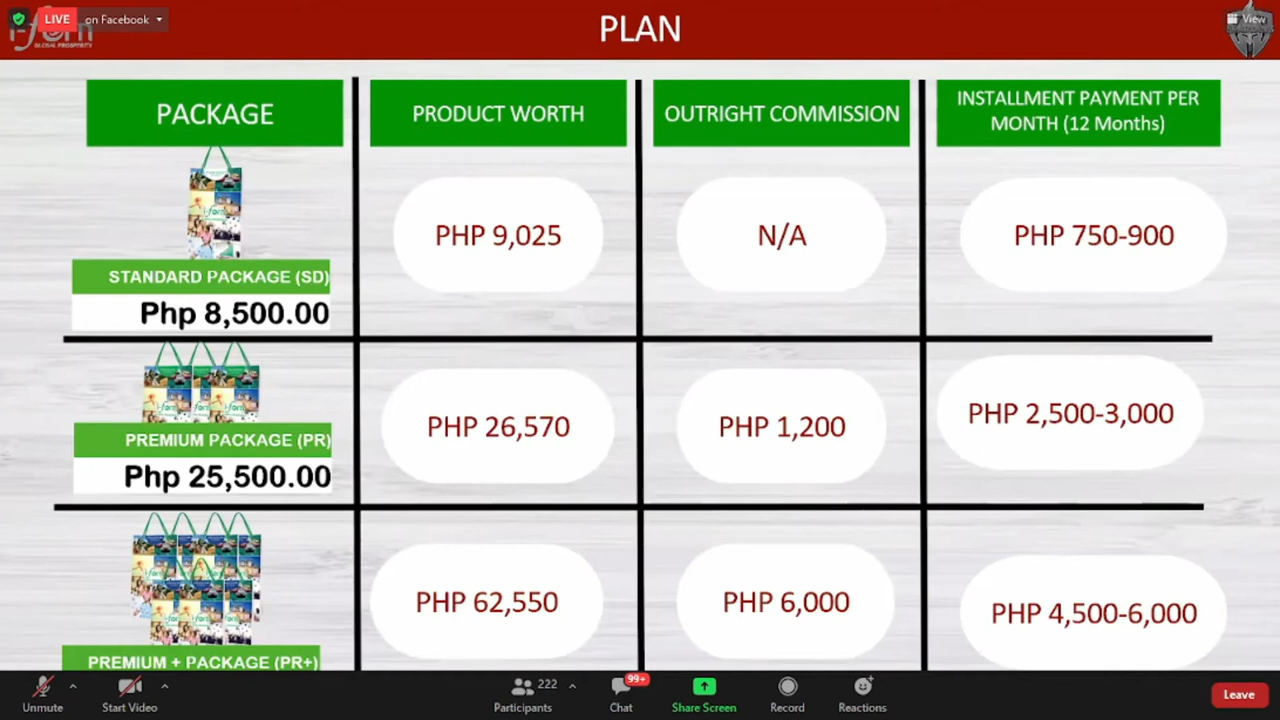 LIVE on Facebook
i-fern
GLOBAL PROSPERITY
PLAN
View
PACKAGE
PRODUCT WORTH
OUTRIGHT COMMISSION
INSTALLMENT PAYMENT PER
MONTH (12 Months)
STANDARD PACKAGE (SD)
Php 8,500.00
PHP 9,025
N/A
PHP 750-900
PREMIUM PACKAGE (PR)
Php 25,500.00
PHP 26,570
PHP 1,200
PHP 2,500-3,000
PREMIUM + PACKAGE (PR+)
PHP 62,550
PHP 6,000
PHP 4,500-6,000
Unmute
Start Video
222
Participants
99+
Chat
Share Screen
Record
Reactions
Leave